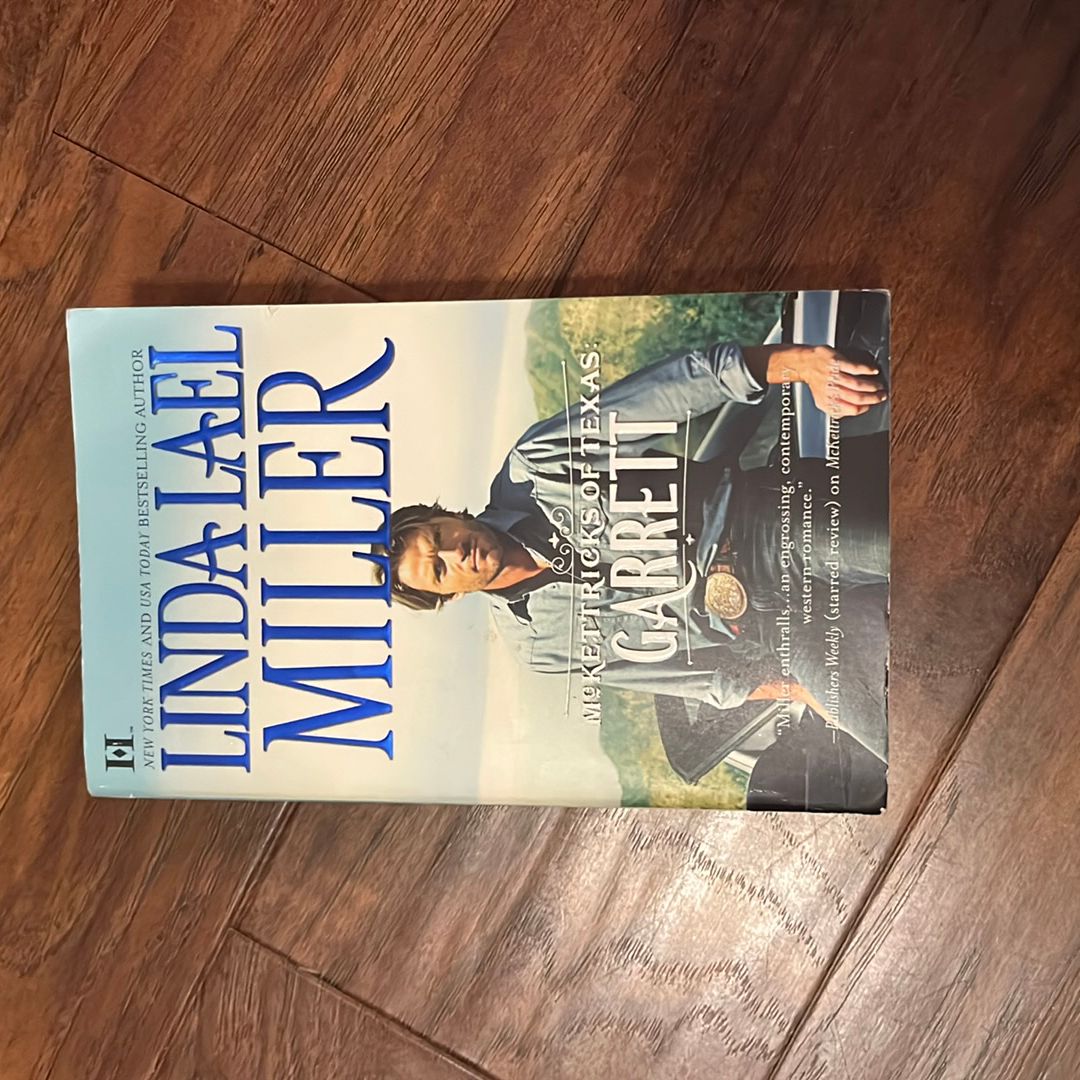 H™
NEW YORK TIMES AND USA TODAY BESTSELLING AUTHOR
LINDA LAEL
MILLER
MCKETTRICKS OF TEXAS:
GARRETT
"Miller enthralls...an engrossing, contemporary
western romance."
—Publishers Weekly (starred review) on McKettrick's